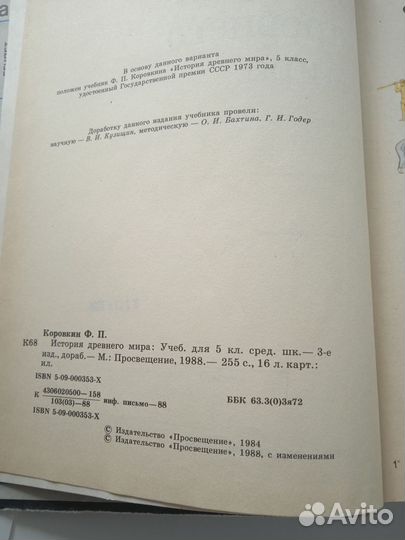 В основу данного варианта
положен учебник Ф. П. Коровкина «История древнего мира», 5 класс,
удостоенный Государственной премии СССР 1973 года
Доработку данного издания учебника провели:
научную — В. И. Кузищин, методическую — О. И. Бахтина, Г. И. Годер
Коровкин Ф. П.
К68 История древнего мира: Учеб. для 5 кл. сред. шк.— 3-е
изд., дораб.— М.: Просвещение, 1988.— 255 с., 16 л. карт.:
ил.
ISBN 5-09-000353-X
К 4306020500—158
103(03)—88 инф. письмо—88 ББК 63.3(0)3я72
ISBN 5-09-000353-X
© Издательство «Просвещение», 1984
© Издательство «Просвещение», 1988, с изменениями
1*
Avito